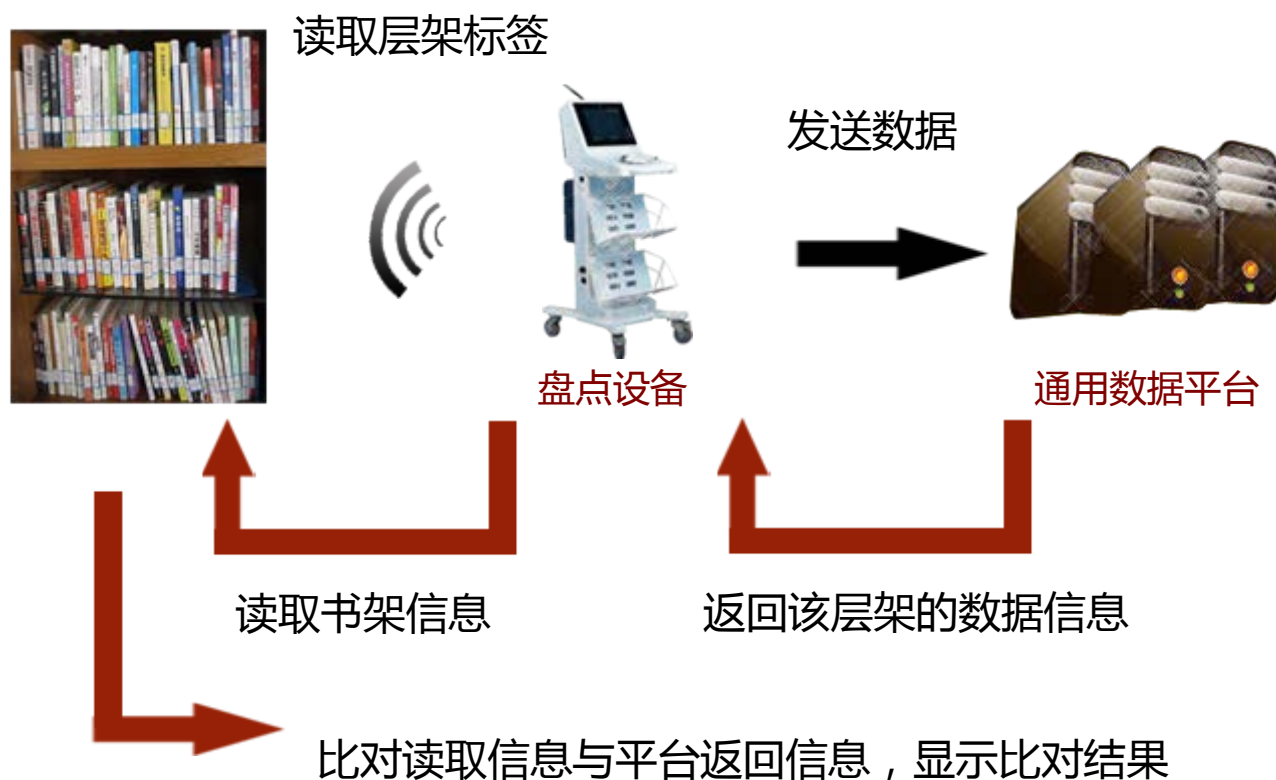 读取层架标签
发送数据
盘点设备
通用数据平台
读取书架信息
返回该层架的数据信息
比对读取信息与平台返回信息，显示比对结果